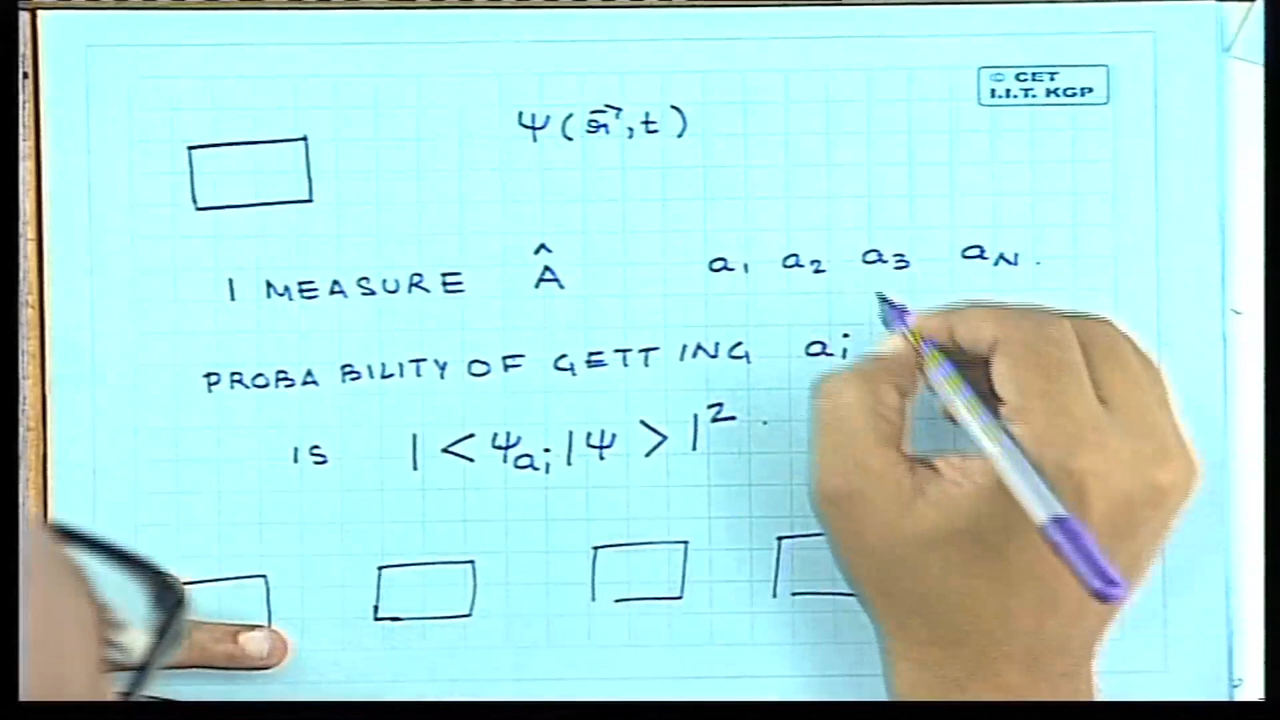 © CET
I.I.T. KGP
Ψ(r⃗,t)
I MEASURE Â a₁ a₂ a₃ a_N.
PROBABILITY OF GETTING aᵢ
IS |<Ψ_aᵢ|Ψ>|².